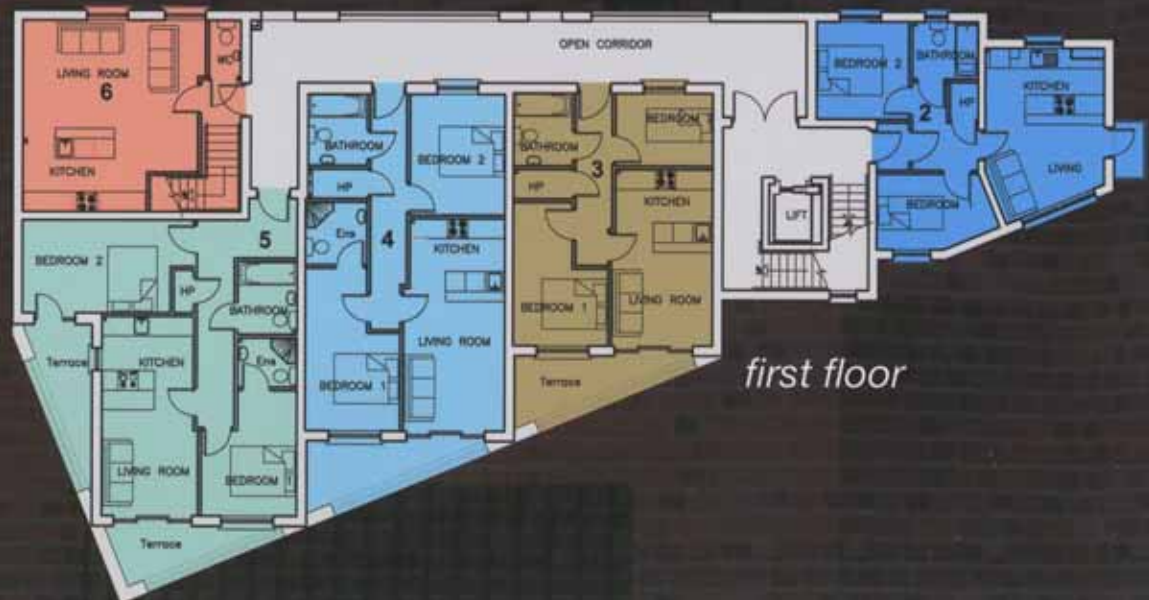 OPEN CORRIDOR
LIVING ROOM
6
WC
KITCHEN
BEDROOM 2
BATHROOM
2
HP
KITCHEN
LIVING
BEDROOM
BATHROOM
BEDROOM 2
HP
4
Ens
KITCHEN
LIVING ROOM
BEDROOM 1
BATHROOM
3
HP
KITCHEN
BEDROOM 1
LIVING ROOM
Terrace
BEDROOM
LIFT
5
BEDROOM 2
HP
BATHROOM
Terrace
KITCHEN
Ens
LIVING ROOM
BEDROOM 1
Terrace
first floor